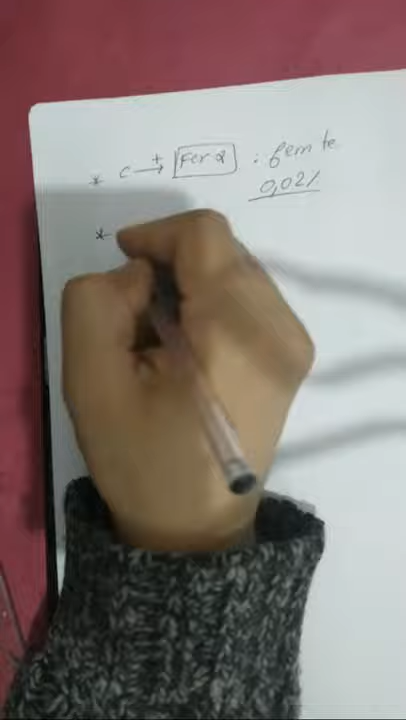 * C → + Fer α : ferrite
0,02%
*